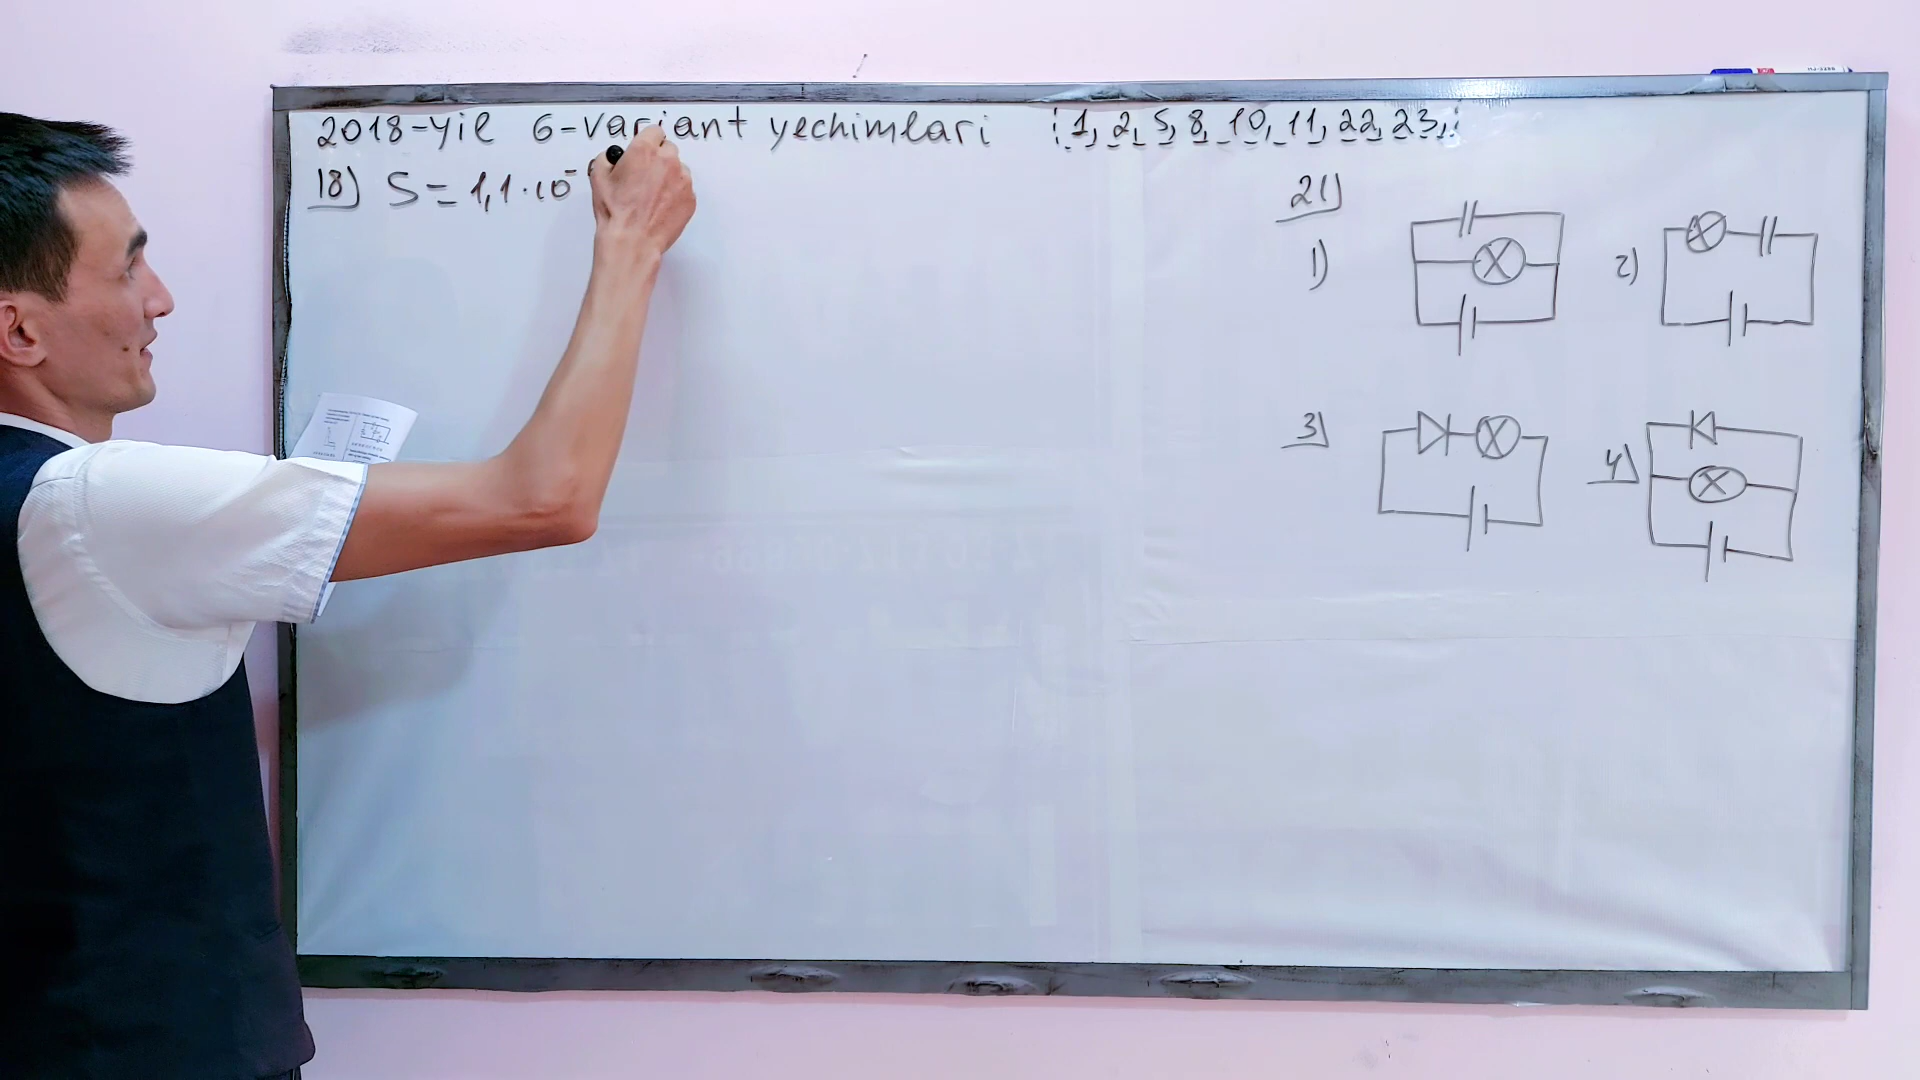 2018-yil 6-variant yechimlari 1, 2, 5, 8, 10, 11, 22, 23,
18) S = 1,1·10⁻
21)
1)
2)
3)
4)